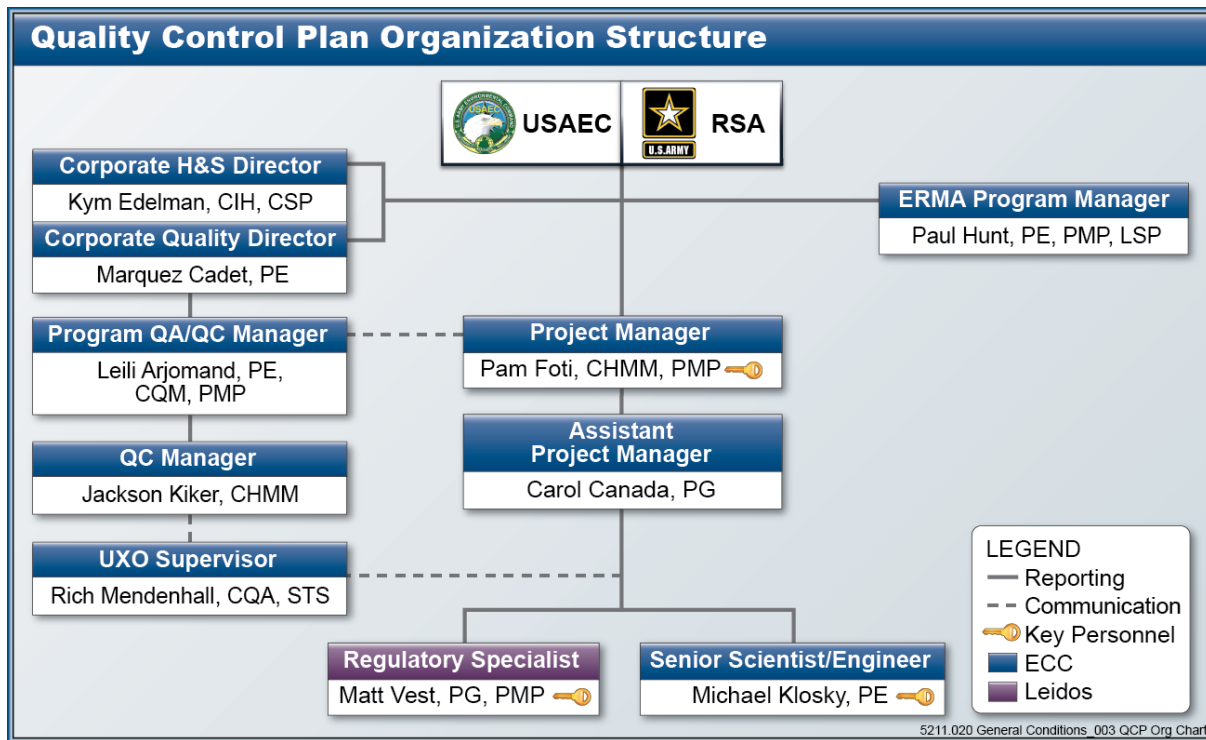 Quality Control Plan Organization Structure
USAEC
USAEC
RSA
U.S.ARMY
Corporate H&S Director
Kym Edelman, CIH, CSP
Corporate Quality Director
Marquez Cadet, PE
ERMA Program Manager
Paul Hunt, PE, PMP, LSP
Program QA/QC Manager
Leili Arjomand, PE,
CQM, PMP
Project Manager
Pam Foti, CHMM, PMP
Assistant
Project Manager
Carol Canada, PG
QC Manager
Jackson Kiker, CHMM
UXO Supervisor
Rich Mendenhall, CQA, STS
Regulatory Specialist
Matt Vest, PG, PMP
Senior Scientist/Engineer
Michael Klosky, PE
LEGEND
Reporting
Communication
Key Personnel
ECC
Leidos
5211.020 General Conditions_003 QCP Org Chart